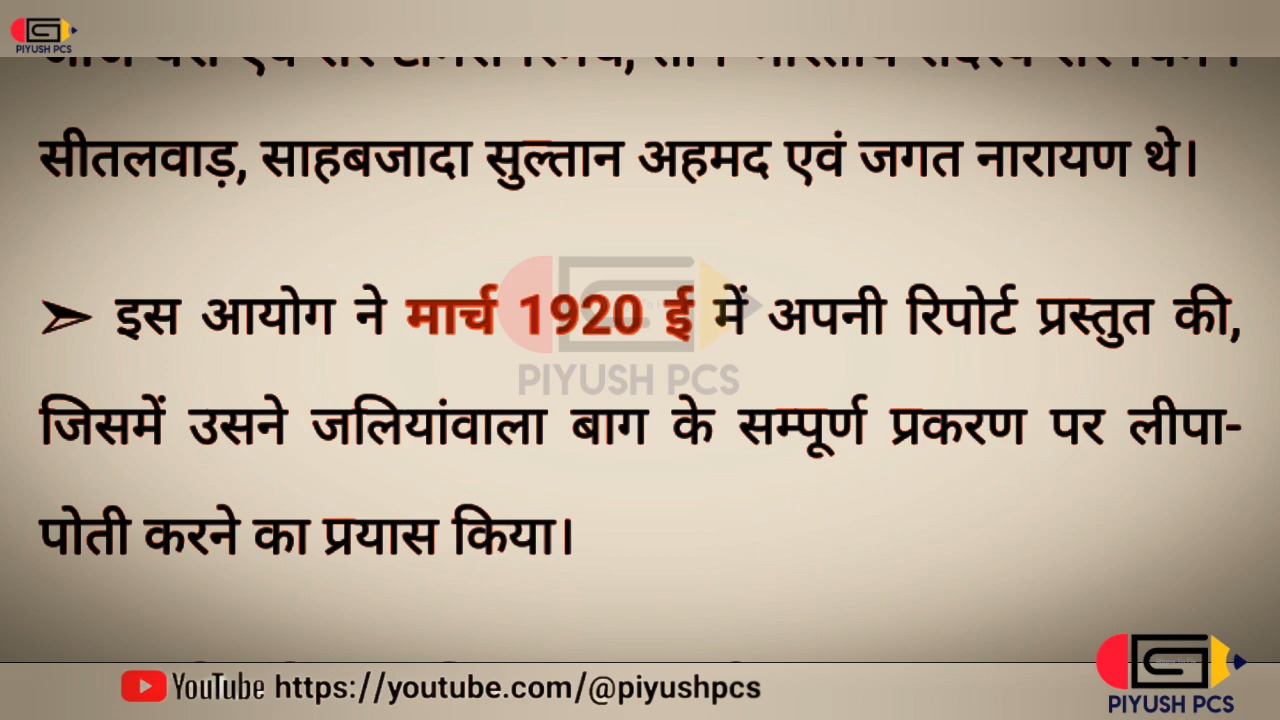 PIYUSH PCS
सीतलवाड़, साहबजादा सुल्तान अहमद एवं जगत नारायण थे।
➤ इस आयोग ने मार्च 1920 ई में अपनी रिपोर्ट प्रस्तुत की,
PIYUSH PCS
जिसमें उसने जलियांवाला बाग के सम्पूर्ण प्रकरण पर लीपा-
पोती करने का प्रयास किया।
YouTube https://youtube.com/@piyushpcs
PIYUSH PCS